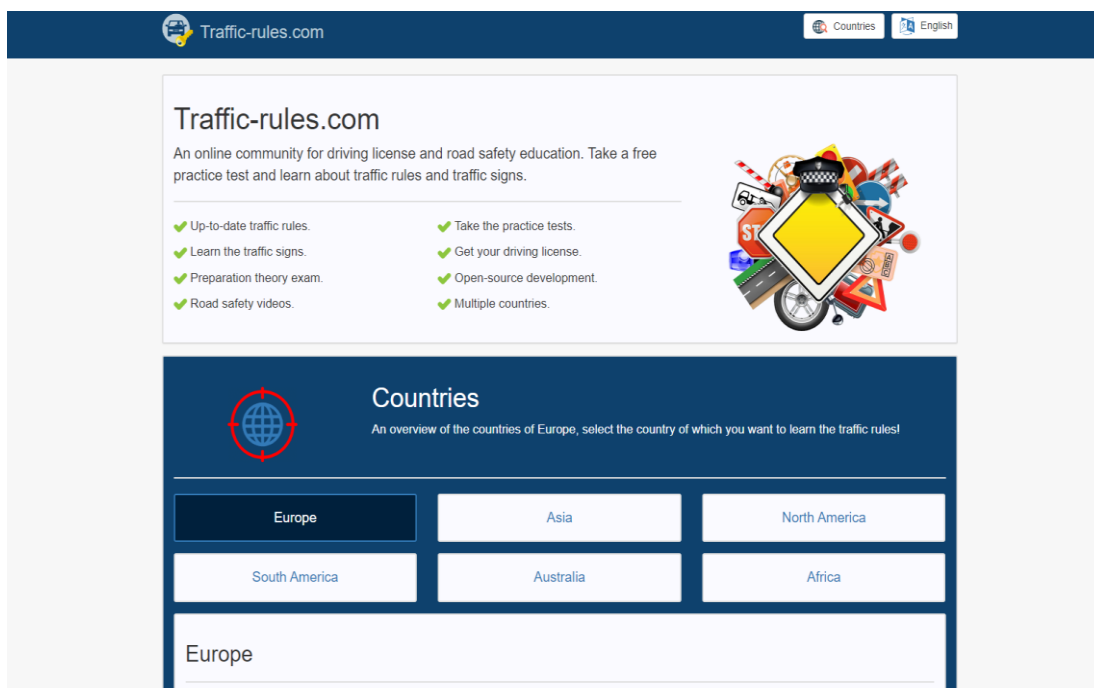 Traffic-rules.com
Countries
English
Traffic-rules.com
An online community for driving license and road safety education. Take a free
practice test and learn about traffic rules and traffic signs.
Up-to-date traffic rules.
Take the practice tests.
Learn the traffic signs.
Get your driving license.
Preparation theory exam.
Open-source development.
Road safety videos.
Multiple countries.
Countries
An overview of the countries of Europe, select the country of which you want to learn the traffic rules!
Europe
Asia
North America
South America
Australia
Africa
Europe